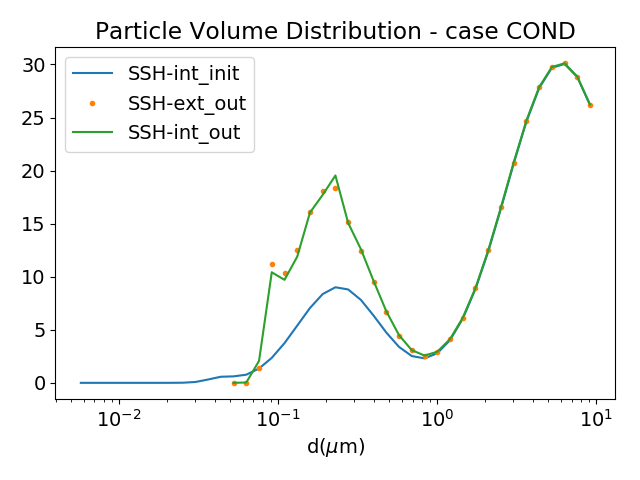 Particle Volume Distribution - case COND
SSH-int_init
SSH-ext_out
SSH-int_out
30
25
20
15
10
5
0
10⁻² 10⁻¹ 10⁰ 10¹
d(μm)